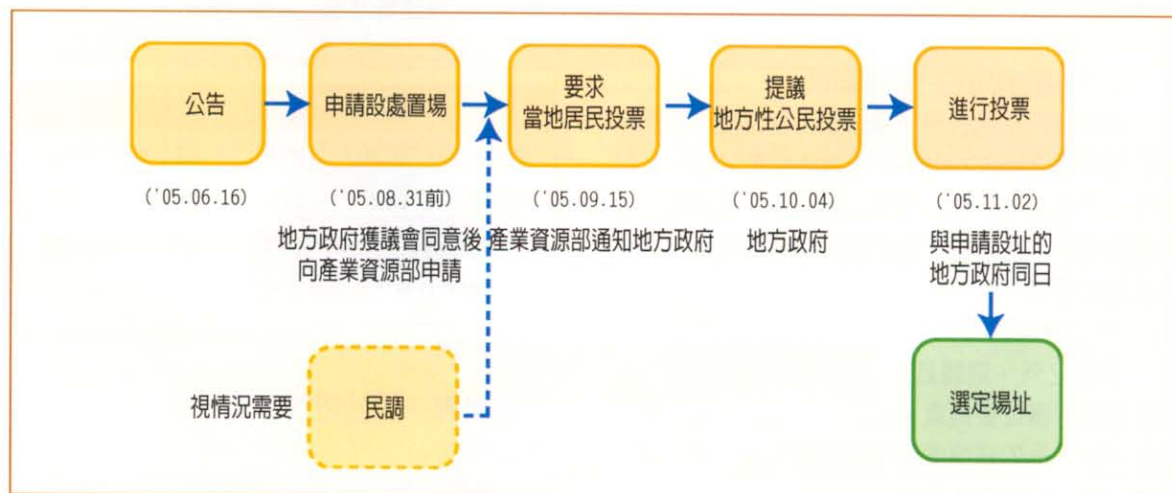 公告
申請設處置場
要求
當地居民投票
提議
地方性公民投票
進行投票
('05.06.16)
('05.08.31前)
('05.09.15)
('05.10.04)
('05.11.02)
地方政府獲議會同意後
向產業資源部申請
產業資源部通知地方政府
地方政府
與申請設址的
地方政府同日
視情況需要
民調
選定場址